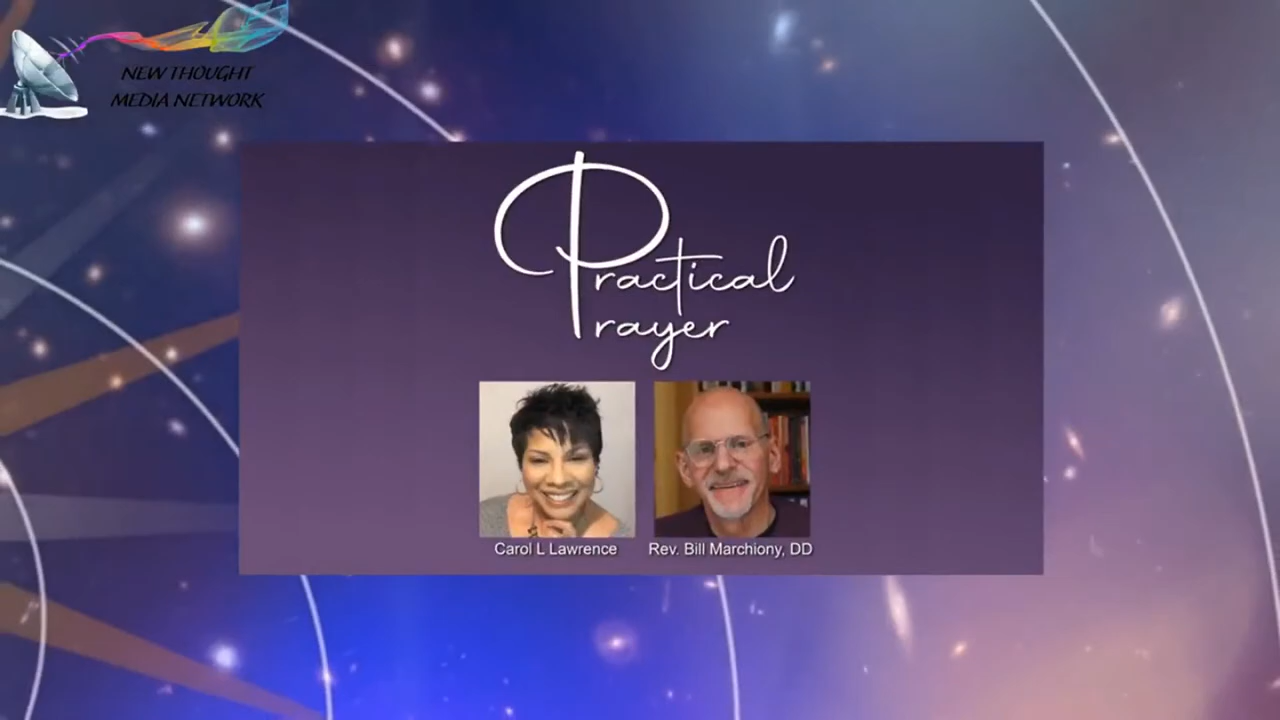 NEW THOUGHT
MEDIA NETWORK
Practical
Prayer
Carol L Lawrence
Rev. Bill Marchiony, DD